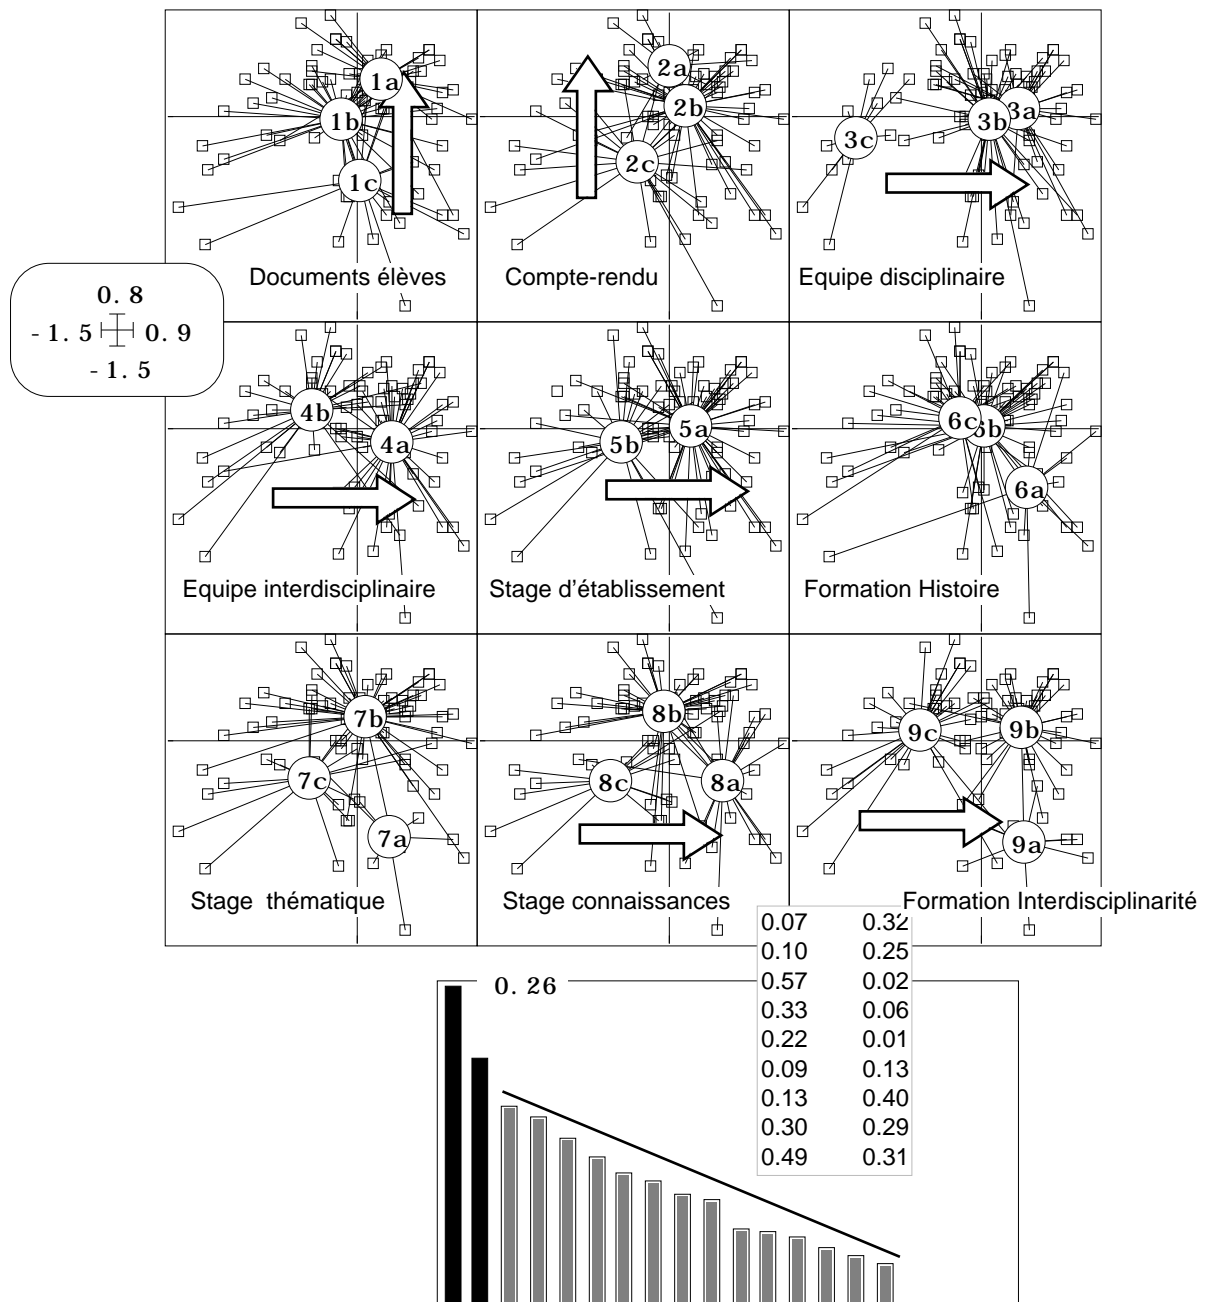 1a
1b
1c
Documents élèves
2a
2b
2c
Compte-rendu
3a
3b
3c
Equipe disciplinaire
0.8
-1.5 0.9
-1.5
4b
4a
Equipe interdisciplinaire
5a
5b
Stage d'établissement
6c
6b
6a
Formation Histoire
7b
7c
7a
Stage thématique
8b
8c
8a
Stage connaissances
9c
9b
9a
Formation Interdisciplinarité
0.07 0.32
0.10 0.25
0.57 0.02
0.33 0.06
0.22 0.01
0.09 0.13
0.13 0.40
0.30 0.29
0.49 0.31
0.26